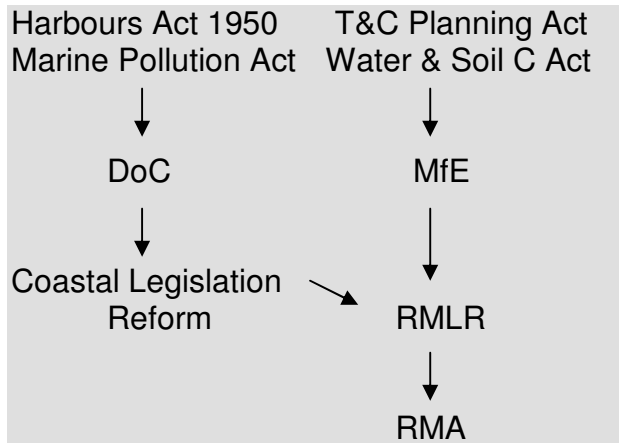 Harbours Act 1950 T&C Planning Act
Marine Pollution Act Water & Soil C Act
DoC MfE
Coastal Legislation
Reform RMLR
RMA